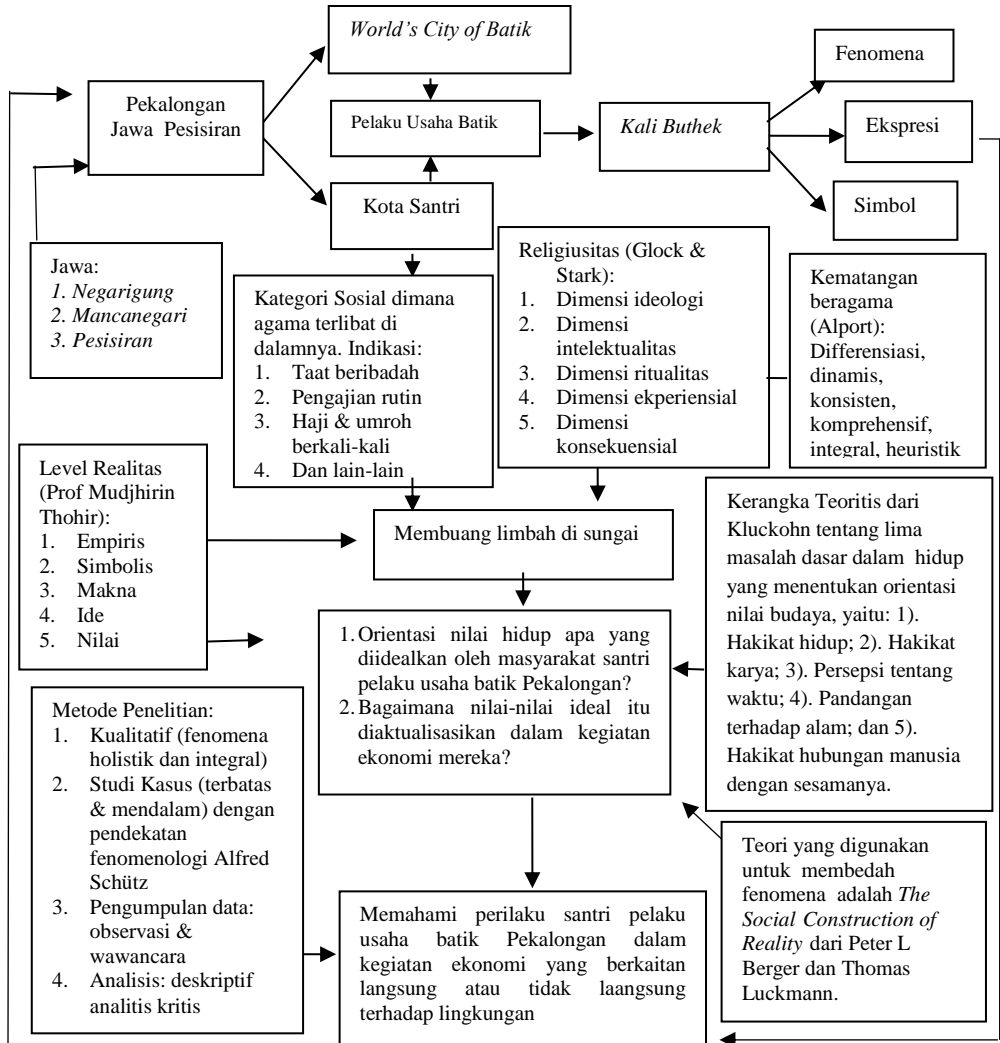 World's City of Batik
Fenomena
Pekalongan
Jawa Pesisiran
Pelaku Usaha Batik
Kali Buthek
Ekspresi
Kota Santri
Simbol
Jawa:
1. Negarigung
2. Mancanegari
3. Pesisiran
Kategori Sosial dimana
agama terlibat di
dalamnya. Indikasi:
1. Taat beribadah
2. Pengajian rutin
3. Haji & umroh
berkali-kali
4. Dan lain-lain
Religiusitas (Glock &
Stark):
1. Dimensi ideologi
2. Dimensi
intelektualitas
3. Dimensi ritualitas
4. Dimensi ekperiensial
5. Dimensi
konsekuensial
Kematangan
beragama
(Alport):
Differensiasi,
dinamis,
konsisten,
komprehensif,
integral, heuristik
Level Realitas
(Prof Mudjhirin
Thohir):
1. Empiris
2. Simbolis
3. Makna
4. Ide
5. Nilai
Membuang limbah di sungai
Kerangka Teoritis dari
Kluckohn tentang lima
masalah dasar dalam hidup
yang menentukan orientasi
nilai budaya, yaitu: 1).
Hakikat hidup; 2). Hakikat
karya; 3). Persepsi tentang
waktu; 4). Pandangan
terhadap alam; dan 5).
Hakikat hubungan manusia
dengan sesamanya.
1. Orientasi nilai hidup apa yang
diidealkan oleh masyarakat santri
pelaku usaha batik Pekalongan?
2. Bagaimana nilai-nilai ideal itu
diaktualisasikan dalam kegiatan
ekonomi mereka?
Metode Penelitian:
1. Kualitatif (fenomena
holistik dan integral)
2. Studi Kasus (terbatas
& mendalam) dengan
pendekatan
fenomenologi Alfred
Schütz
3. Pengumpulan data:
observasi &
wawancara
4. Analisis: deskriptif
analitis kritis
Teori yang digunakan
untuk membedah
fenomena adalah The
Social Construction of
Reality dari Peter L
Berger dan Thomas
Luckmann.
Memahami perilaku santri pelaku
usaha batik Pekalongan dalam
kegiatan ekonomi yang berkaitan
langsung atau tidak laangsung
terhadap lingkungan